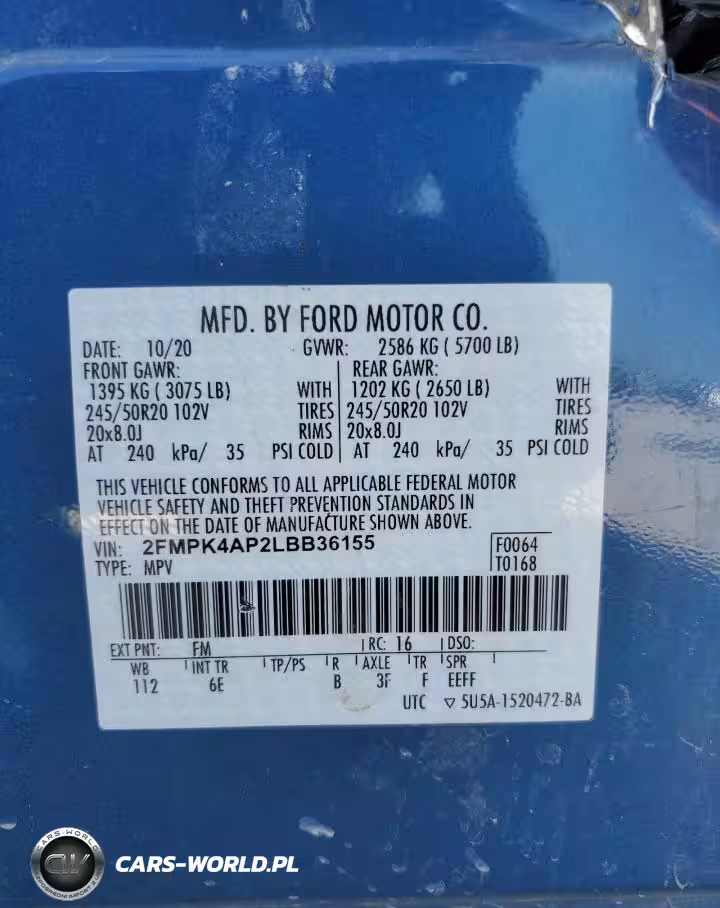 MFD. BY FORD MOTOR CO.
DATE: 10/20 GVWR: 2586 KG ( 5700 LB)
FRONT GAWR: REAR GAWR:
1395 KG ( 3075 LB) WITH 1202 KG ( 2650 LB) WITH
245/50R20 102V TIRES 245/50R20 102V TIRES
20x8.0J RIMS 20x8.0J RIMS
AT 240 kPa/ 35 PSI COLD AT 240 kPa/ 35 PSI COLD
THIS VEHICLE CONFORMS TO ALL APPLICABLE FEDERAL MOTOR
VEHICLE SAFETY AND THEFT PREVENTION STANDARDS IN
EFFECT ON THE DATE OF MANUFACTURE SHOWN ABOVE.
VIN: 2FMPK4AP2LBB36155 F0064
TYPE: MPV T0168
EXT PNT: FM RC: 16 DSO:
WB INT TR TP/PS R AXLE TR SPR
112 6E B 3F F EEFF
UTC ▽ 5U5A-1520472-BA
CARS-WORLD
CW
CARS-WORLD.PL